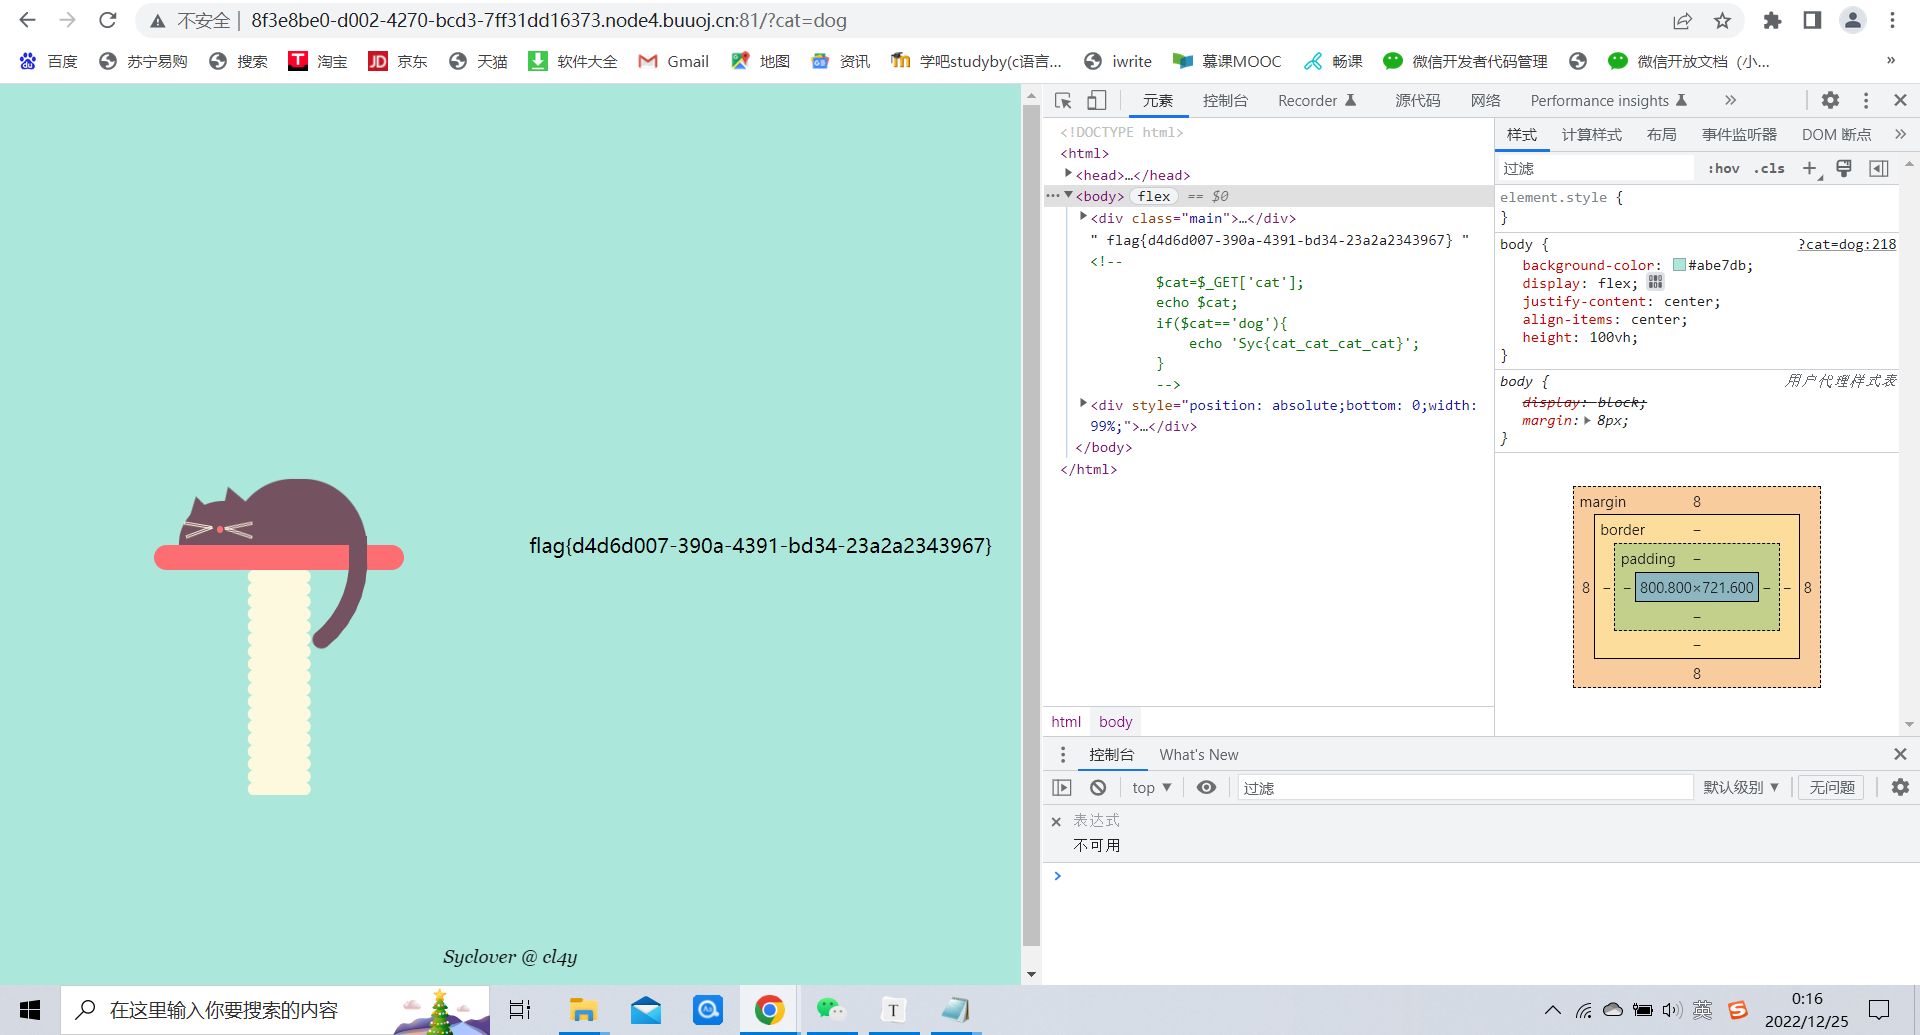 不安全 | 8f3e8be0-d002-4270-bcd3-7ff31dd16373.node4.buuoj.cn:81/?cat=dog
百度 苏宁易购 搜索 淘宝 京东 天猫 软件大全 Gmail 地图 资讯 学吧studyby(c语言... iwrite 慕课MOOC 畅课 微信开发者代码管理 微信开放文档（小... »
flag{d4d6d007-390a-4391-bd34-23a2a2343967}
Syclover @ cl4y
元素 控制台 Recorder 源代码 网络 Performance insights »
<!DOCTYPE html>
<html>
<head>…</head>
<body> flex == $0
<div class="main">…</div>
" flag{d4d6d007-390a-4391-bd34-23a2a2343967} "
<!--
$cat=$_GET['cat'];
echo $cat;
if($cat=='dog'){
echo 'Syc{cat_cat_cat_cat}';
}
-->
<div style="position: absolute;bottom: 0;width:
99%;">…</div>
</body>
</html>
html body
样式 计算样式 布局 事件监听器 DOM 断点 »
过滤 :hov .cls +
element.style {
}
body { ?cat=dog:218
background-color: #abe7db;
display: flex;
justify-content: center;
align-items: center;
height: 100vh;
}
body { 用户代理样式表
display: block;
margin: 8px;
}
margin 8
border –
padding –
8 – – 800.800×721.600 – – 8
–
–
8
控制台 What's New
top 过滤 默认级别 无问题
表达式
不可用
>
在这里输入你要搜索的内容
T
英
0:16
2022/12/25